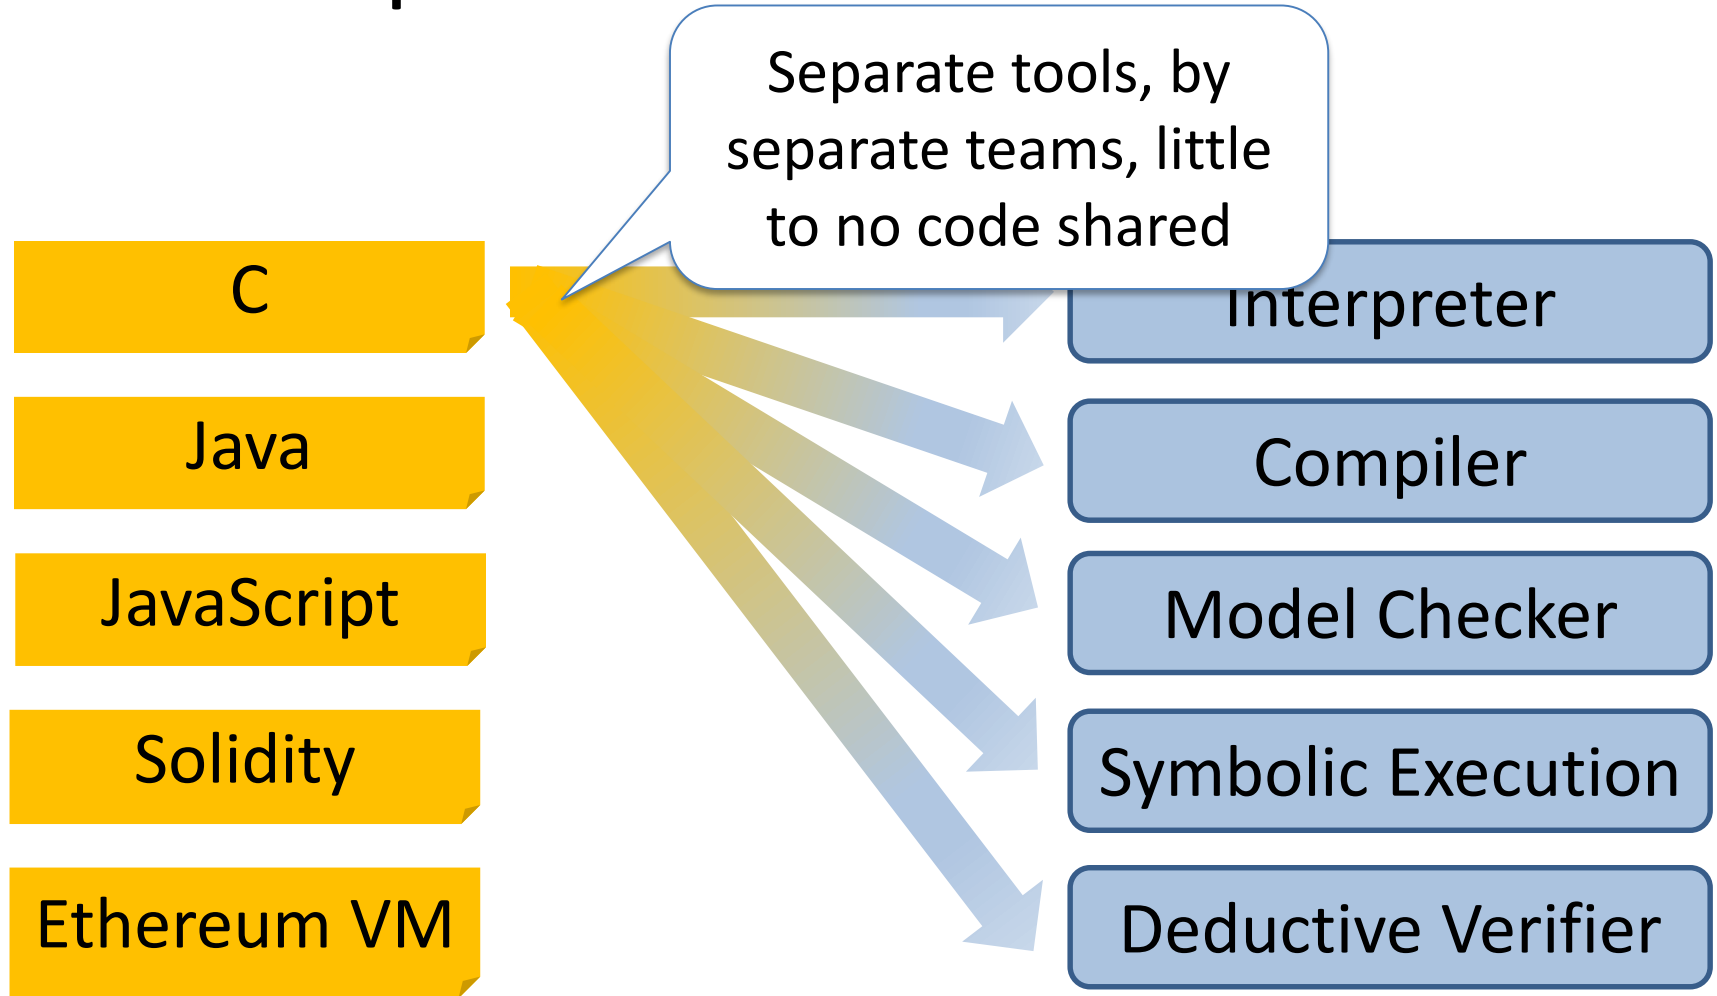 Separate tools, by
separate teams, little
to no code shared
C
Interpreter
Java
Compiler
JavaScript
Model Checker
Solidity
Symbolic Execution
Ethereum VM
Deductive Verifier